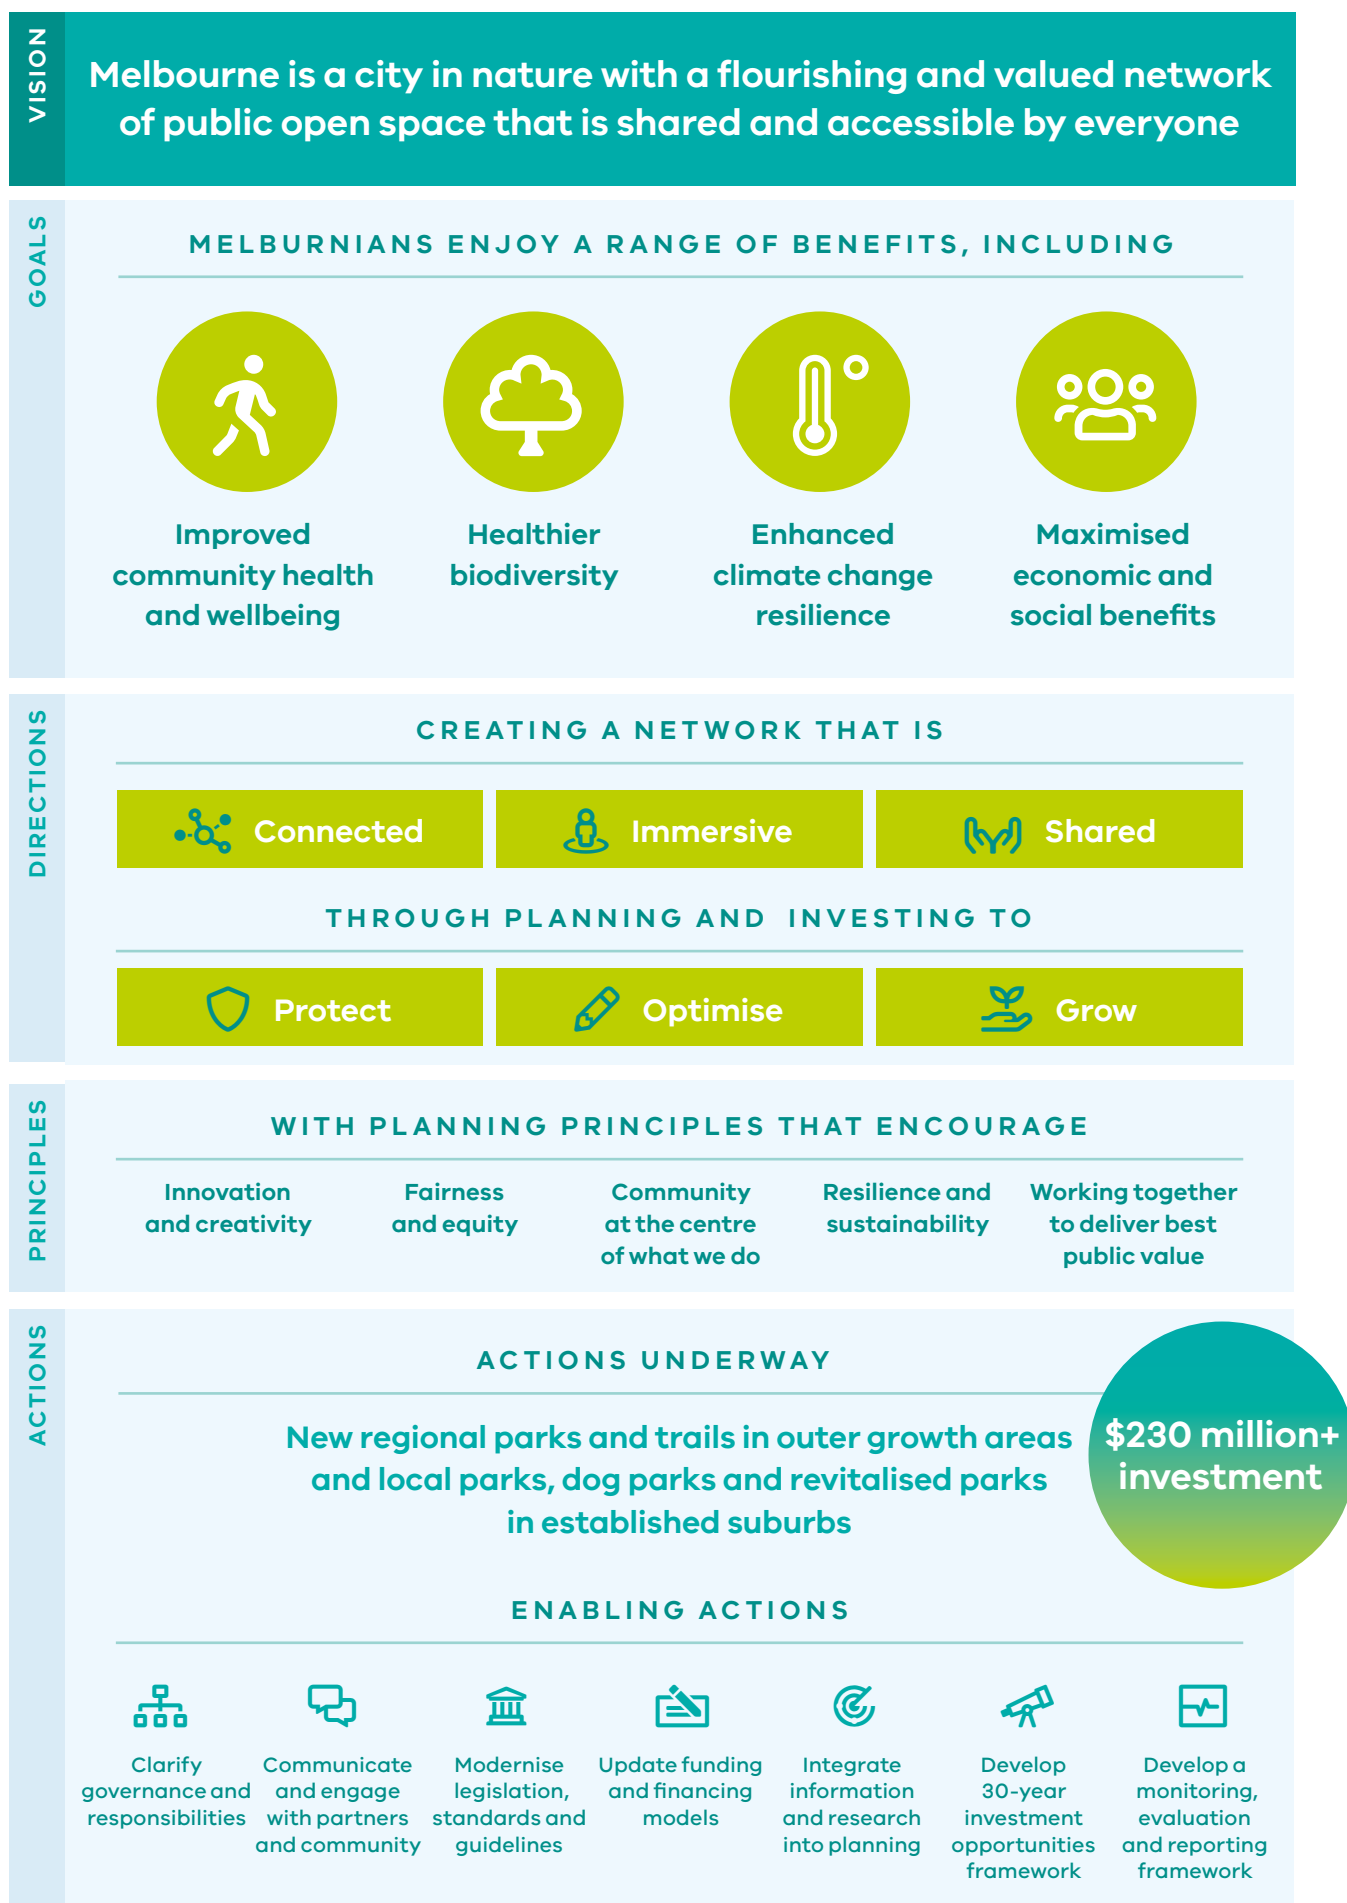 VISION
Melbourne is a city in nature with a flourishing and valued network
of public open space that is shared and accessible by everyone
GOALS
MELBURNIANS ENJOY A RANGE OF BENEFITS, INCLUDING
Improved
community health
and wellbeing
Healthier
biodiversity
Enhanced
climate change
resilience
Maximised
economic and
social benefits
DIRECTIONS
CREATING A NETWORK THAT IS
Connected
Immersive
Shared
THROUGH PLANNING AND INVESTING TO
Protect
Optimise
Grow
PRINCIPLES
WITH PLANNING PRINCIPLES THAT ENCOURAGE
Innovation
and creativity
Fairness
and equity
Community
at the centre
of what we do
Resilience and
sustainability
Working together
to deliver best
public value
ACTIONS
ACTIONS UNDERWAY
New regional parks and trails in outer growth areas
and local parks, dog parks and revitalised parks
in established suburbs
$230 million+
investment
ENABLING ACTIONS
Clarify
governance and
responsibilities
Communicate
and engage
with partners
and community
Modernise
legislation,
standards and
guidelines
Update funding
and financing
models
Integrate
information
and research
into planning
Develop
30-year
investment
opportunities
framework
Develop a
monitoring,
evaluation
and reporting
framework